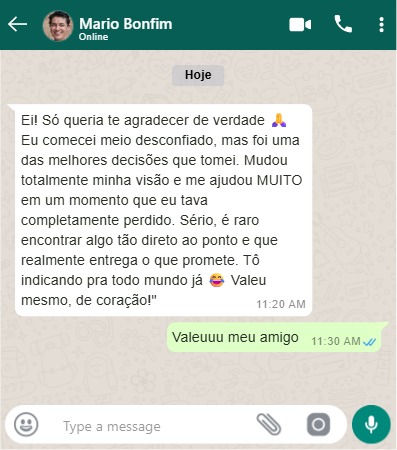 Mario Bonfim
Online
Hoje
Ei! Só queria te agradecer de verdade 🙏
Eu comecei meio desconfiado, mas foi uma
das melhores decisões que tomei. Mudou
totalmente minha visão e me ajudou MUITO
em um momento que eu tava
completamente perdido. Sério, é raro
encontrar algo tão direto ao ponto e que
realmente entrega o que promete. Tô
indicando pra todo mundo já 😂 Valeu
mesmo, de coração!"
11:20 AM
Valeuuu meu amigo
11:30 AM
Type a message